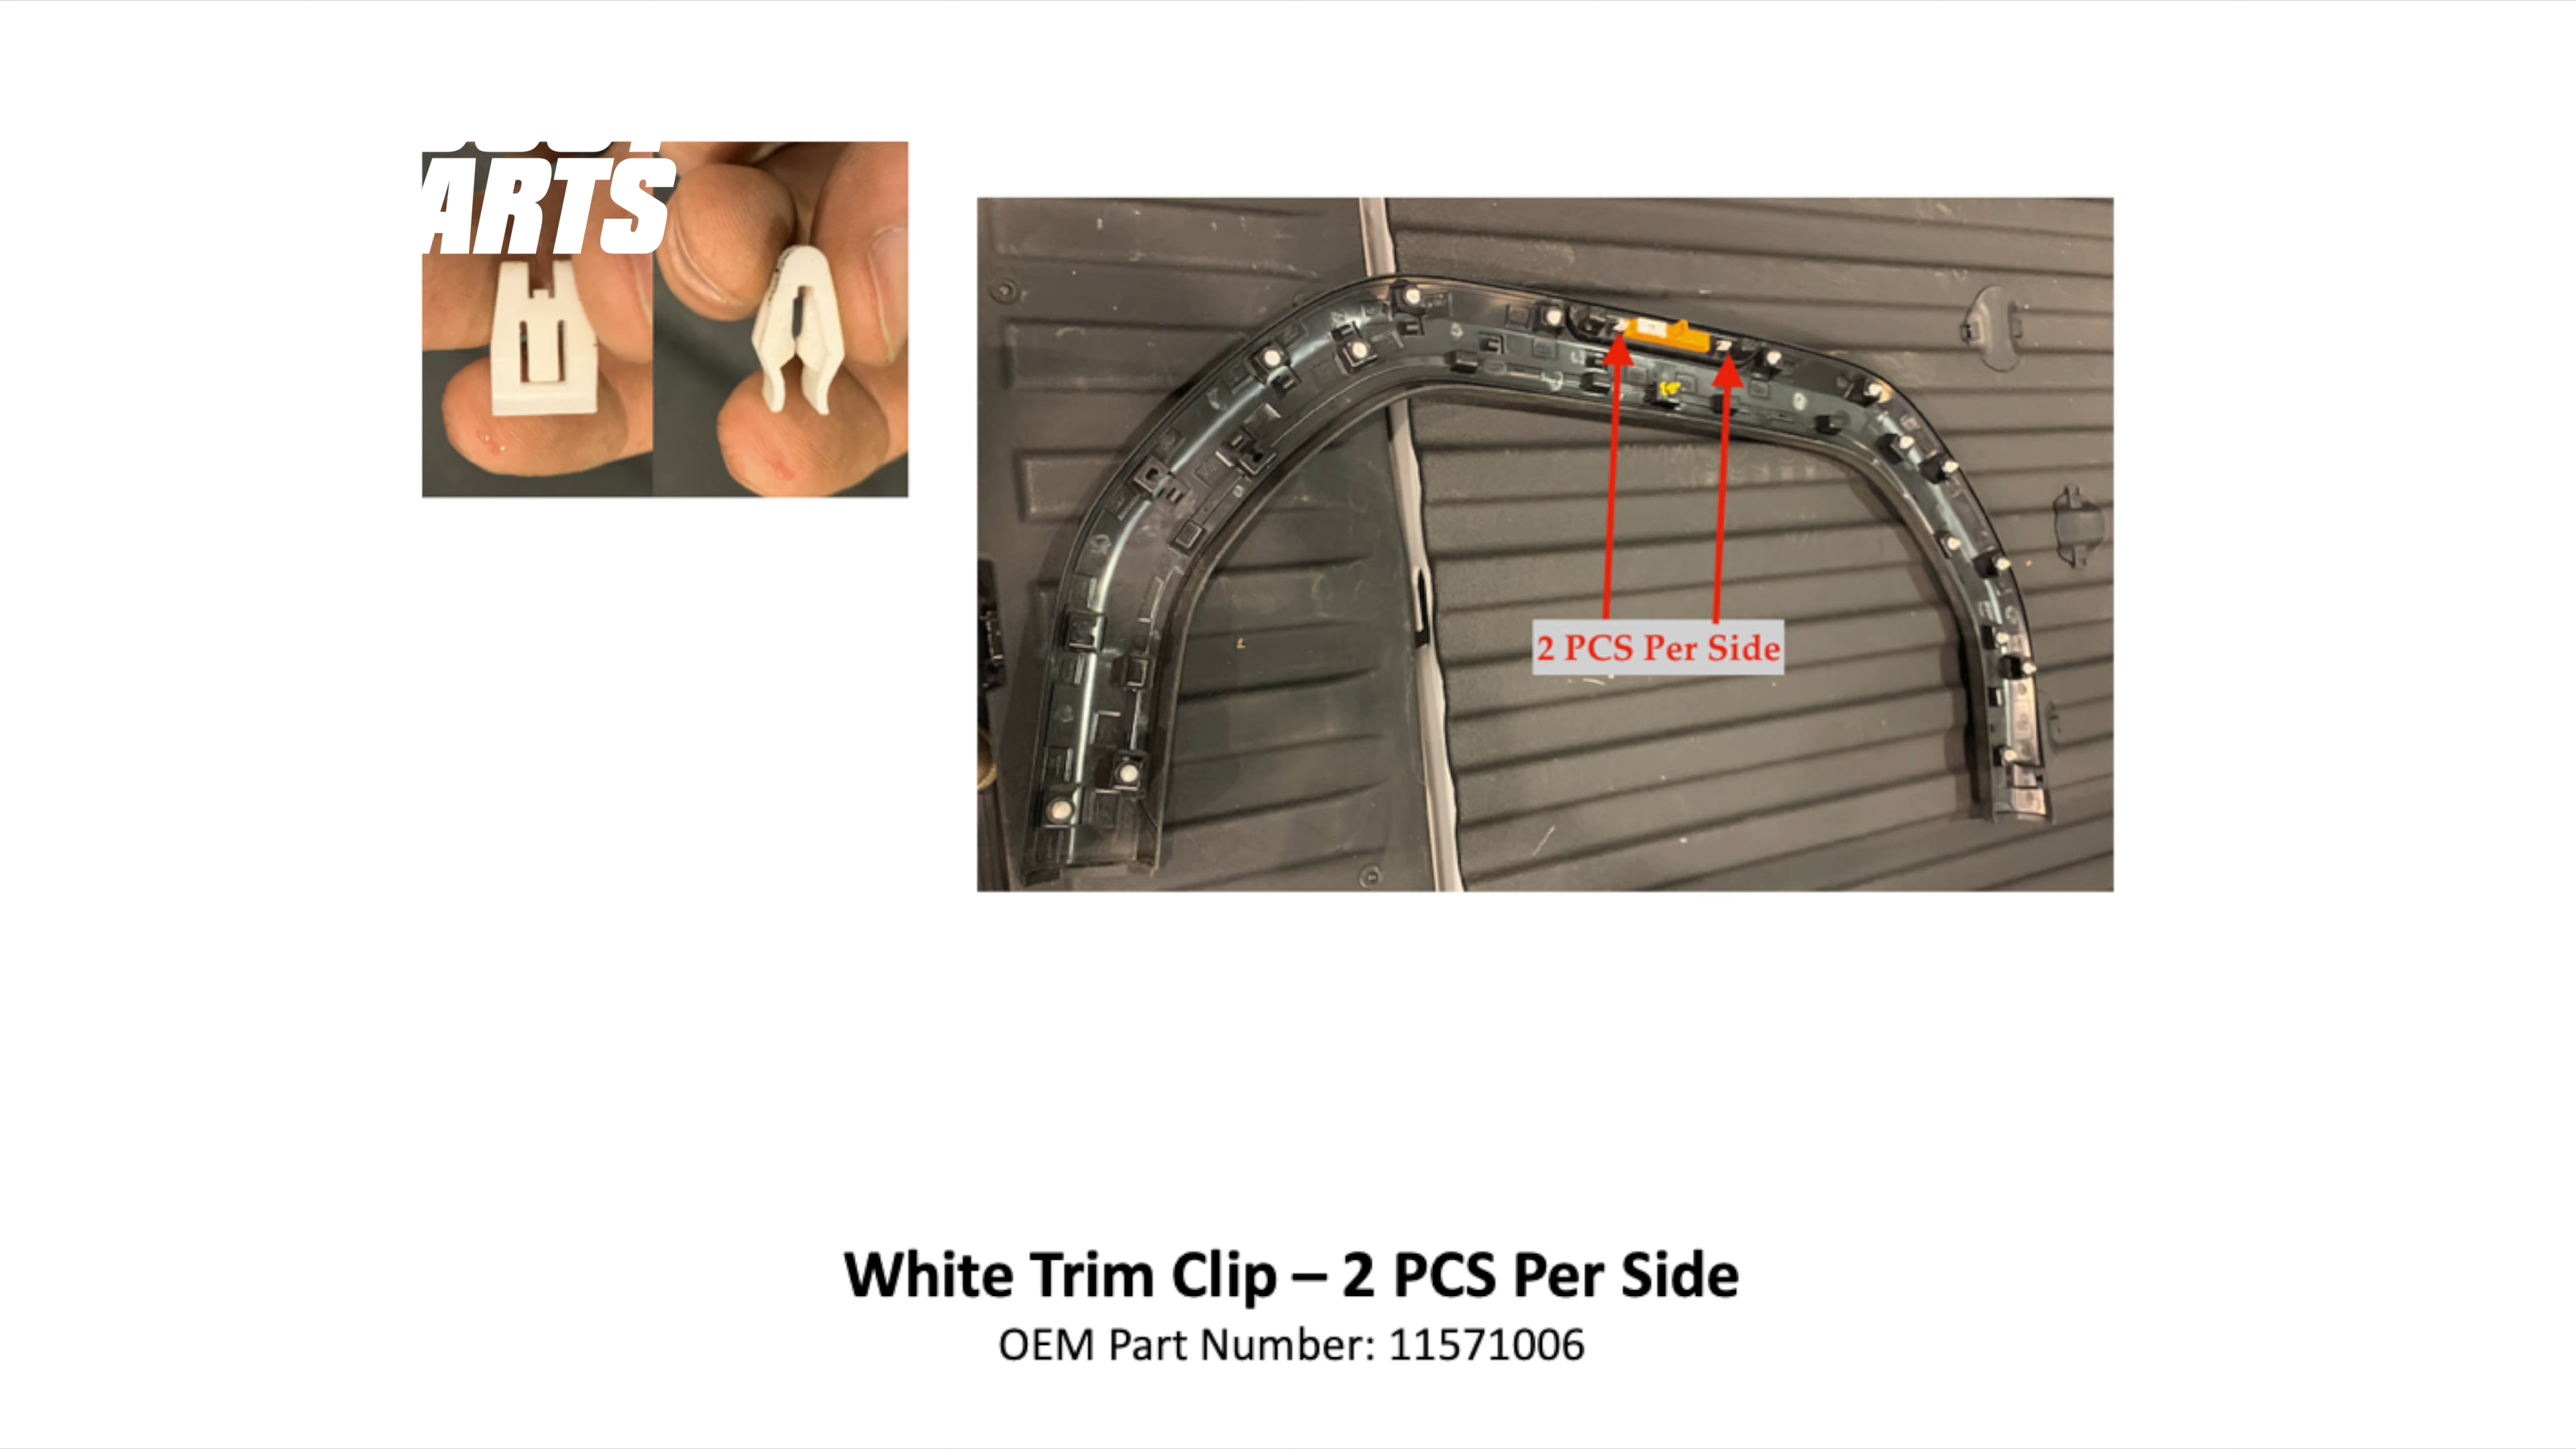 ARTS
2 PCS Per Side
White Trim Clip – 2 PCS Per Side
OEM Part Number: 11571006